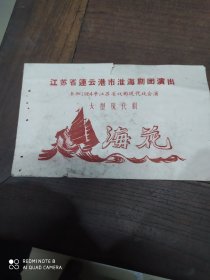 江苏省连云港市淮海剧团演出
参加1984年江苏省戏剧现代戏会演
大型现代剧
海花
REDMI NOTE 9
AI QUAD CAMERA